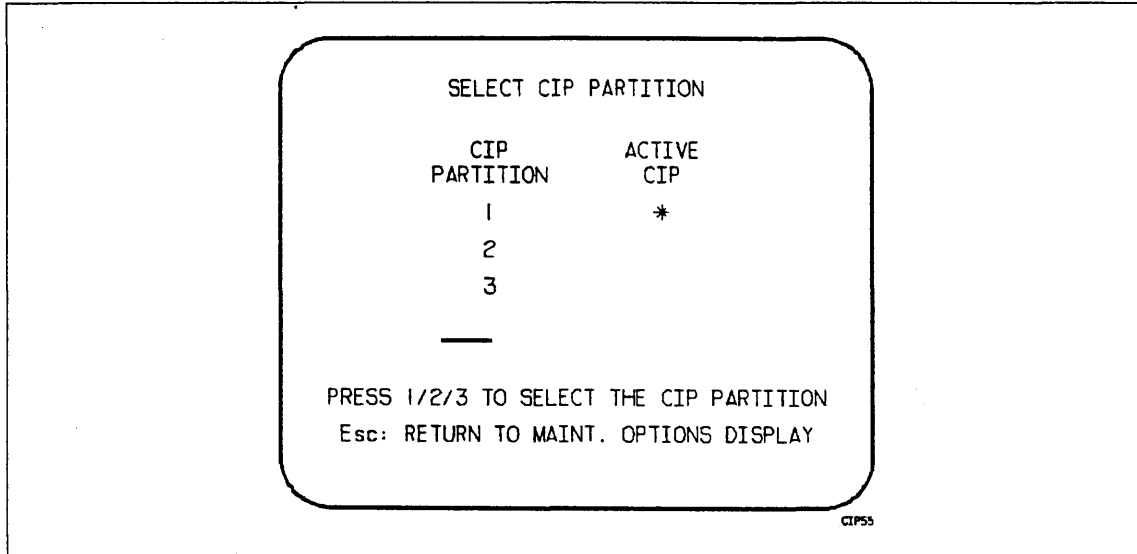 SELECT CIP PARTITION
CIP PARTITION ACTIVE CIP
1 *
2
3
PRESS 1/2/3 TO SELECT THE CIP PARTITION
Esc: RETURN TO MAINT. OPTIONS DISPLAY
CIP55